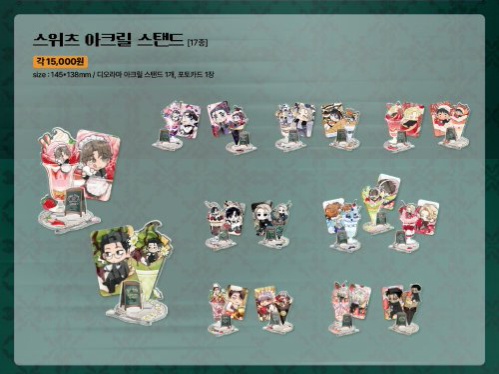 스위츠 아크릴 스탠드 [17종]
각 15,000원
size : 145*138mm / 디오라마 아크릴 스탠드 1개, 포토카드 1장